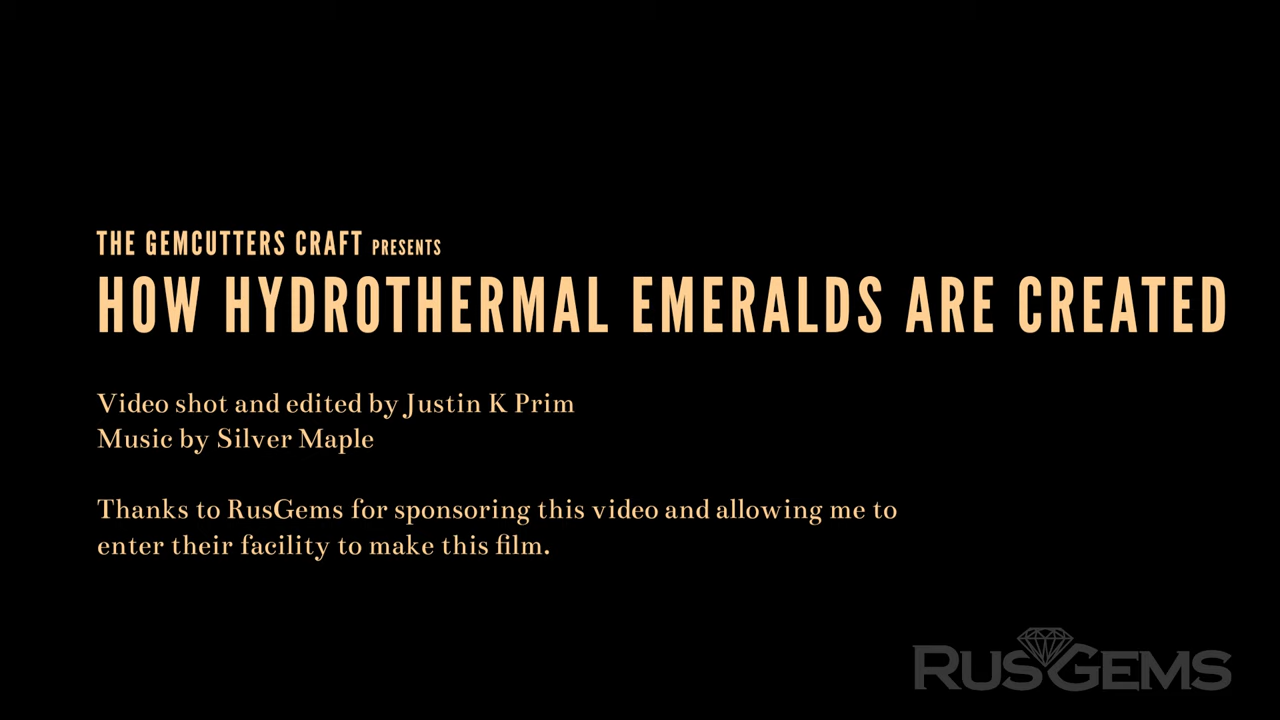 THE GEMCUTTERS CRAFT PRESENTS
HOW HYDROTHERMAL EMERALDS ARE CREATED
Video shot and edited by Justin K Prim
Music by Silver Maple
Thanks to RusGems for sponsoring this video and allowing me to
enter their facility to make this film.
RUSGEMS